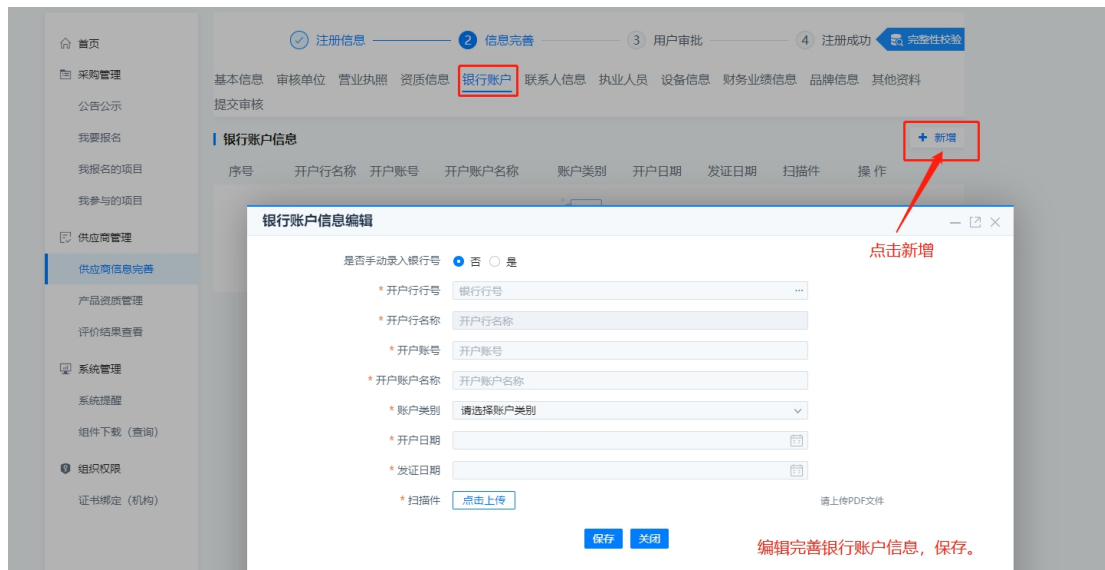 首页
采购管理
公告公示
我要报名
我报名的项目
我参与的项目
供应商管理
供应商信息完善
产品资质管理
评价结果查看
系统管理
系统提醒
组件下载（查询）
组织权限
证书绑定（机构）
注册信息 2 信息完善 3 用户审批 4 注册成功 完整性校验
基本信息 审核单位 营业执照 资质信息 银行账户 联系人信息 执业人员 设备信息 财务业绩信息 品牌信息 其他资料
提交审核
银行账户信息 + 新增
序号 开户行名称 开户账号 开户账户名称 账户类别 开户日期 发证日期 扫描件 操作
点击新增
银行账户信息编辑
是否手动录入银行号 否 是
* 开户行行号 银行行号 ...
* 开户行名称 开户行名称
* 开户账号 开户账号
* 开户账户名称 开户账户名称
* 账户类别 请选择账户类别
* 开户日期
* 发证日期
* 扫描件 点击上传 请上传PDF文件
保存 关闭
编辑完善银行账户信息，保存。